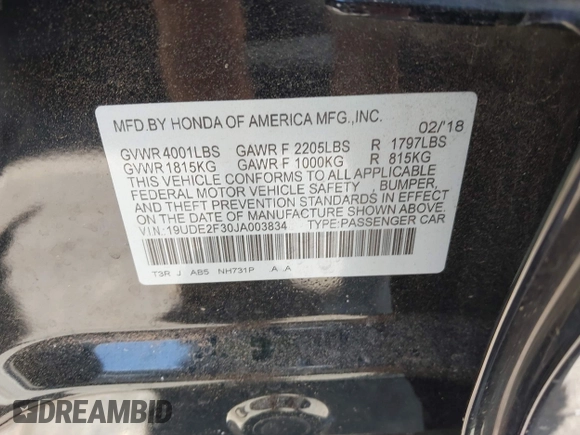 MFD.BY HONDA OF AMERICA MFG.,INC. 02/'18
GVWR 4001LBS GAWR F 2205LBS R 1797LBS
GVWR 1815KG GAWR F 1000KG R 815KG
THIS VEHICLE CONFORMS TO ALL APPLICABLE
FEDERAL MOTOR VEHICLE SAFETY , BUMPER,
AND THEFT PREVENTION STANDARDS IN EFFECT
ON THE DATE OF MANUFACTURE SHOWN ABOVE.
VIN:19UDE2F30JA003834 TYPE:PASSENGER CAR
T3R J AB5 NH731P .A .A
DREAMBID